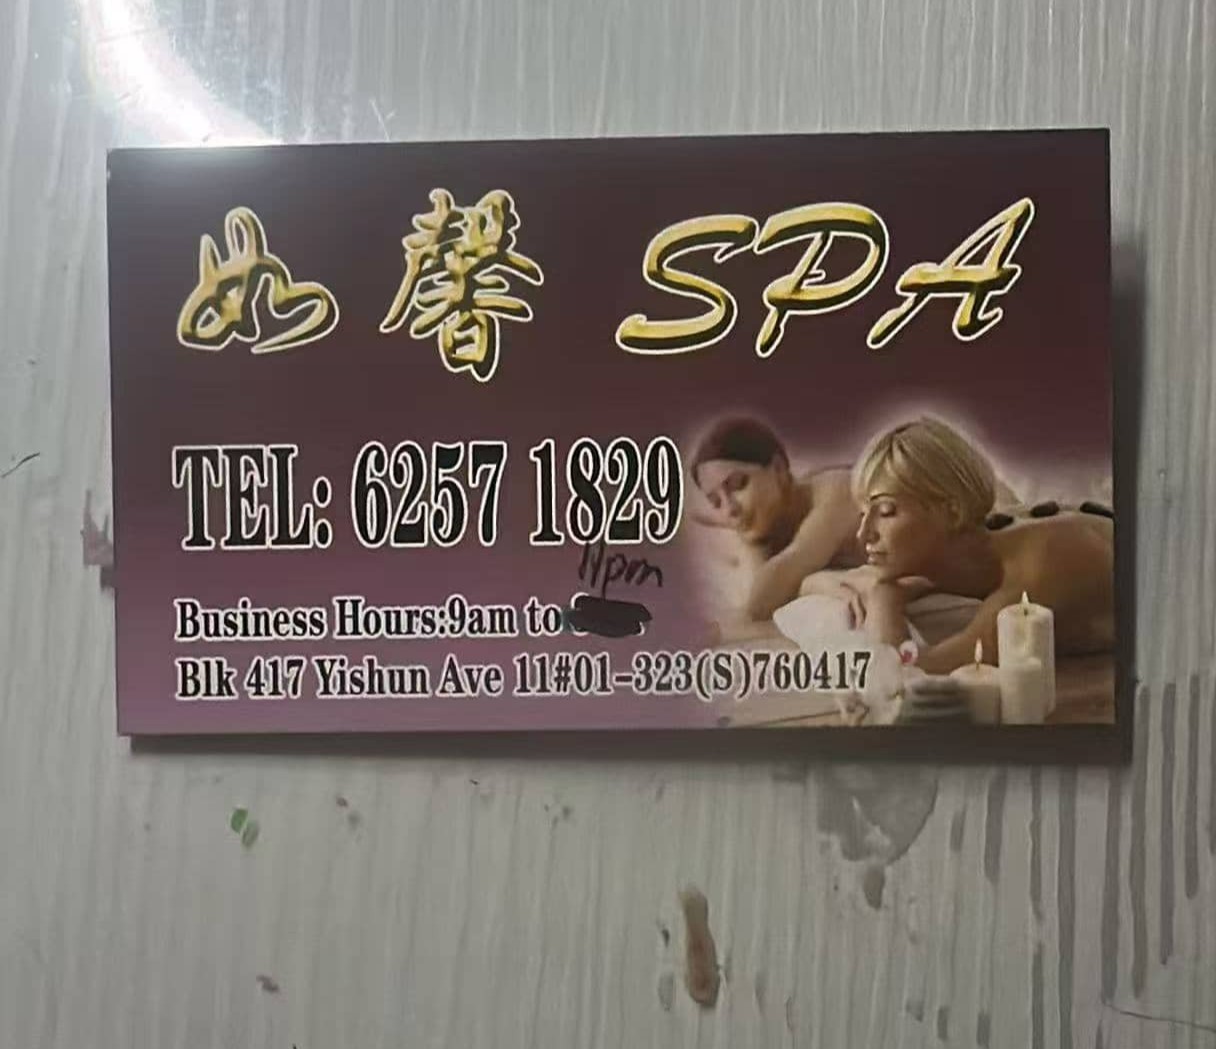 如馨 SPA
TEL: 6257 1829
11pm
Business Hours:9am to
Blk 417 Yishun Ave 11#01-323(S)760417